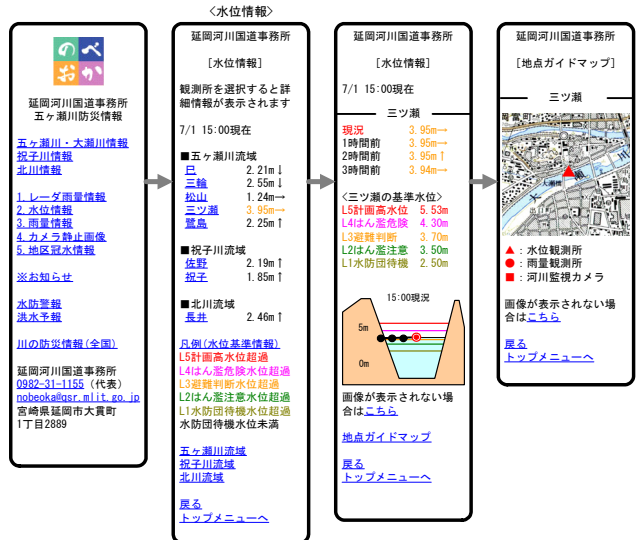 〈水位情報〉
のべ
おか
延岡河川国道事務所
五ヶ瀬川防災情報
五ヶ瀬川・大瀬川情報
祝子川情報
北川情報
1. レーダ雨量情報
2. 水位情報
3. 雨量情報
4. カメラ静止画像
5. 地区冠水情報
※お知らせ
水防警報
洪水予報
川の防災情報(全国)
延岡河川国道事務所
0982-31-1155 (代表)
nobeoka@qsr.mlit.go.jp
宮崎県延岡市大貫町
1丁目2889
延岡河川国道事務所
[水位情報]
観測所を選択すると詳
細情報が表示されます
7/1 15:00現在
■五ヶ瀬川流域
巳 2.21m↓
三輪 2.55m↓
松山 1.24m→
三ツ瀬 3.95m→
鷺島 2.25m↑
■祝子川流域
佐野 2.19m↑
祝子 1.85m↑
■北川流域
長井 2.46m↑
凡例(水位基準情報)
L5計画高水位超過
L4はん濫危険水位超過
L3避難判断水位超過
L2はん濫注意水位超過
L1水防団待機水位超過
水防団待機水位未満
五ヶ瀬川流域
祝子川流域
北川流域
戻る
トップメニューへ
延岡河川国道事務所
[水位情報]
7/1 15:00現在
三ツ瀬
現況 3.95m→
1時間前 3.95m→
2時間前 3.95m↑
3時間前 3.94m→
〈三ツ瀬の基準水位〉
L5計画高水位 5.53m
L4はん濫危険 4.30m
L3避難判断 3.70m
L2はん濫注意 3.50m
L1水防団待機 2.50m
15:00現況
5m
0m
画像が表示されない場
合はこちら
地点ガイドマップ
戻る
トップメニューへ
延岡河川国道事務所
[地点ガイドマップ]
三ツ瀬
大瀬橋
▲：水位観測所
●：雨量観測所
■：河川監視カメラ
画像が表示されない場
合はこちら
戻る
トップメニューへ